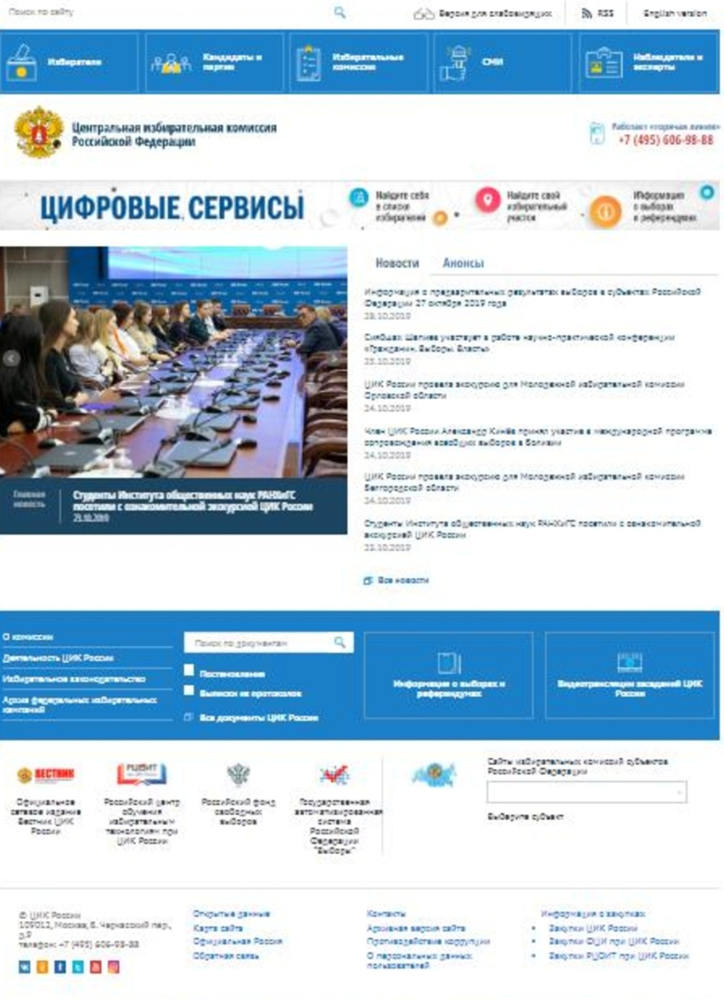 Поиск по сайту
Версия для слабовидящих
RSS
English version
Избиратели
Кандидаты и
партии
Избирательные
комиссии
СМИ
Наблюдатели и
эксперты
Центральная избирательная комиссия
Российской Федерации
Работает «горячая линия»
+7 (495) 606-98-88
ЦИФРОВЫЕ СЕРВИСЫ
Найдите себя
в списке
избирателей
Найдите свой
избирательный
участок
Информация
о выборах
и референдумах
Новости
Анонсы
Информация о предварительных результатах выборов в субъектах Российской
Федерации 27 октября 2019 года
28.10.2019
Сиябшах Шапиев участвует в работе научно-практической конференции
«Гражданин. Выборы. Власть»
25.10.2019
ЦИК России провела экскурсию для Молодежной избирательной комиссии
Орловской области
24.10.2019
Член ЦИК России Александр Кинёв принял участие в международной программе
сопровождения всеобщих выборов в Боливии
24.10.2019
ЦИК России провела экскурсию для Молодежной избирательной комиссии
Белгородской области
24.10.2019
Студенты Института общественных наук РАНХиГС посетили с ознакомительной
экскурсией ЦИК России
23.10.2019
Все новости
Главная
новость
Студенты Института общественных наук РАНХиГС
посетили с ознакомительной экскурсией ЦИК России
23.10.2019
О комиссии
Деятельность ЦИК России
Избирательное законодательство
Архив федеральных избирательных
кампаний
Поиск по документам
Постановления
Выписки из протоколов
Все документы ЦИК России
Информация о выборах и
референдумах
Видеотрансляции заседаний ЦИК
России
ВЕСТНИК
Официальное
сетевое издание
Вестник ЦИК
России
РЦОИТ
Российский центр
обучения
избирательным
технологиям при
ЦИК России
Российский фонд
свободных
выборов
Государственная
автоматизированная
система
Российской
Федерации
"Выборы"
Сайты избирательных комиссий субъектов
Российской Федерации
Выберите субъект
© ЦИК России
109012, Москва, Б. Черкасский пер.,
д.9
телефон: +7 (495) 606-98-88
Открытые данные
Карта сайта
Официальная Россия
Обратная связь
Контакты
Архивная версия сайта
Противодействие коррупции
О персональных данных
пользователей
Информация о закупках
Закупки ЦИК России
Закупки ФЦИ при ЦИК России
Закупки РЦОИТ при ЦИК России